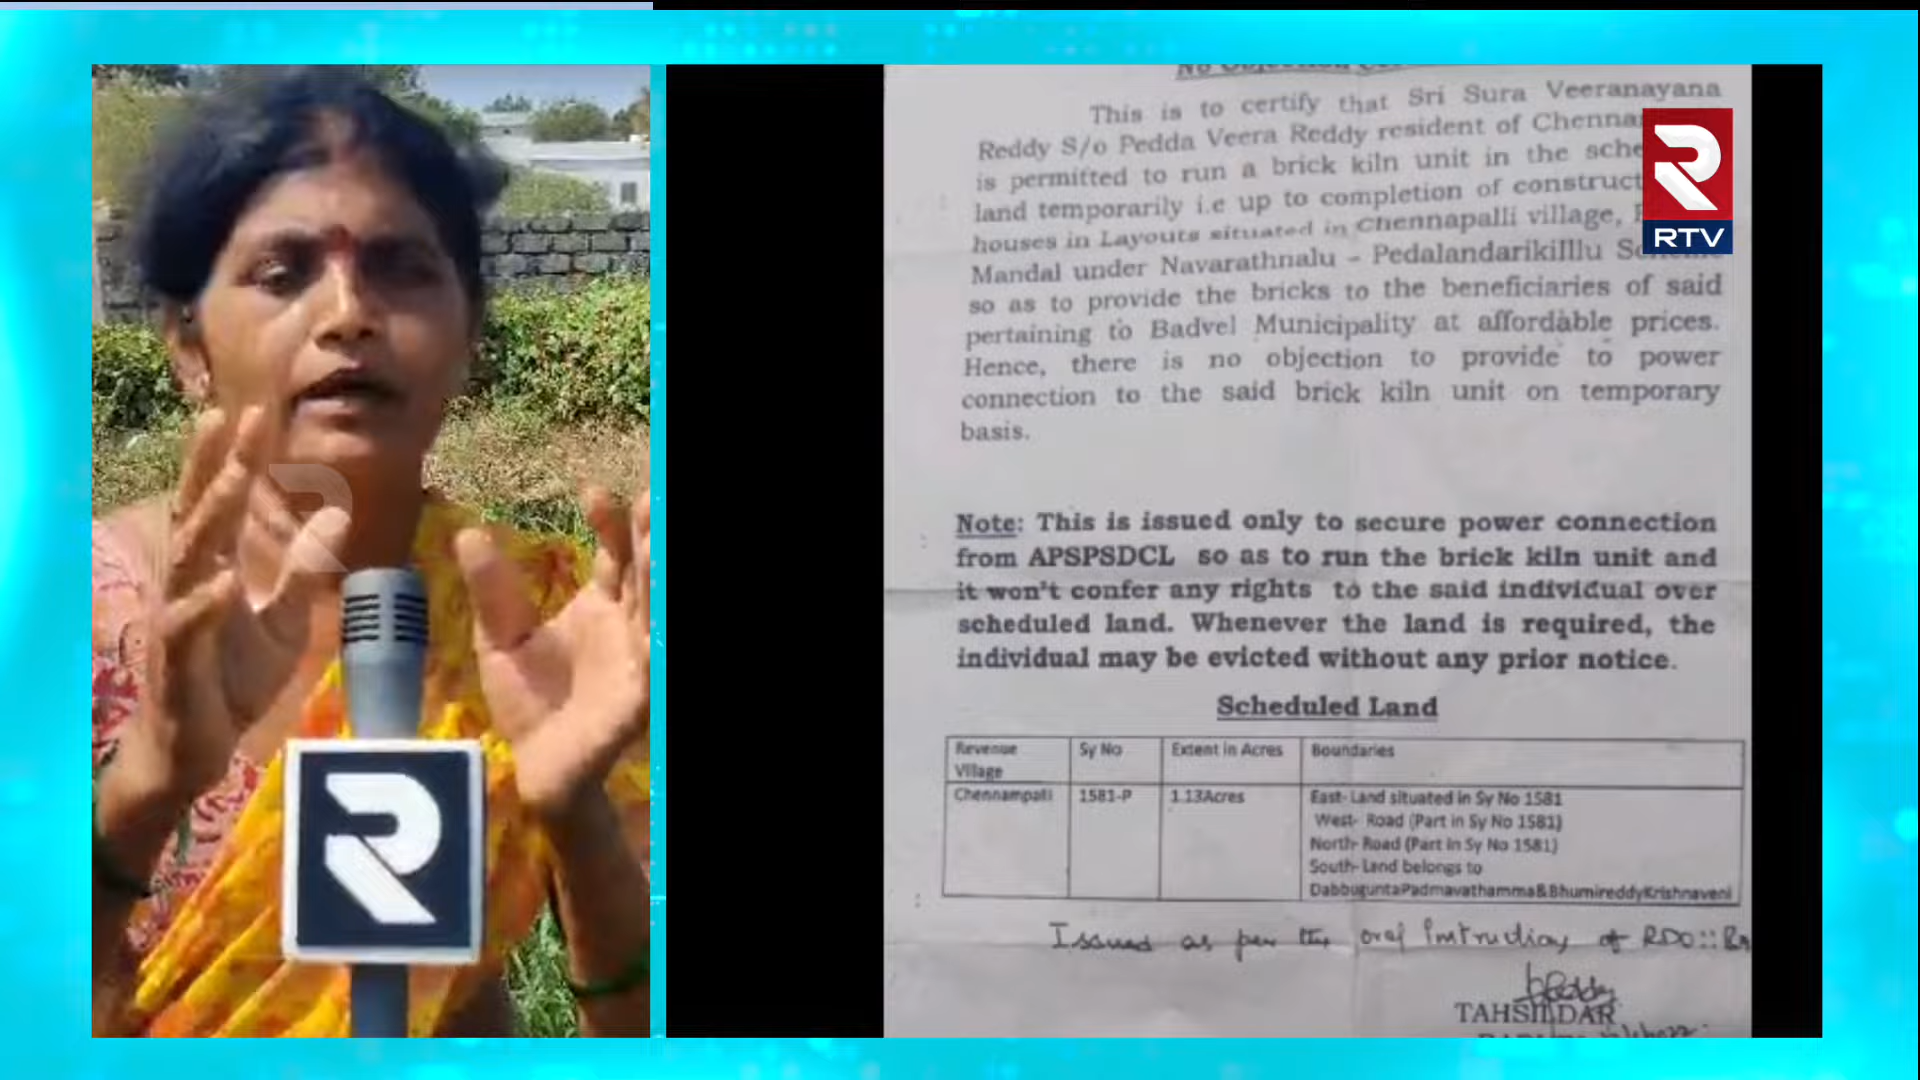 This is to certify that Sri Sura Veeranayana
Reddy S/o Pedda Veera Reddy resident of
is permitted to run a brick kiln unit in the
land temporarily i.e up to completion of
houses in Layouts situated in Chennapalli village,
Mandal under Navarathnalu – PedalandarikiIllu
so as to provide the bricks to the beneficiaries of said
pertaining to Badvel Municipality at affordable prices.
Hence, there is no objection to provide to power
connection to the said brick kiln unit on temporary
basis.
RTV
Note: This is issued only to secure power connection
from APSPSDCL so as to run the brick kiln unit and
it won't confer any rights to the said individual over
scheduled land. Whenever the land is required, the
individual may be evicted without any prior notice.
Scheduled Land
Revenue Village
Sy No
Extent in Acres
Boundaries
Chennampalli
1581-P
1.13Acres
East- Land situated in Sy No 1581
West- Road (Part in Sy No 1581)
North- Road (Part in Sy No 1581)
South- Land belongs to
DabbuguntaPadmavathamma&BhumireddyKrishnaveni
Issued as per the oral instructions of RDO::
TAHSILDAR